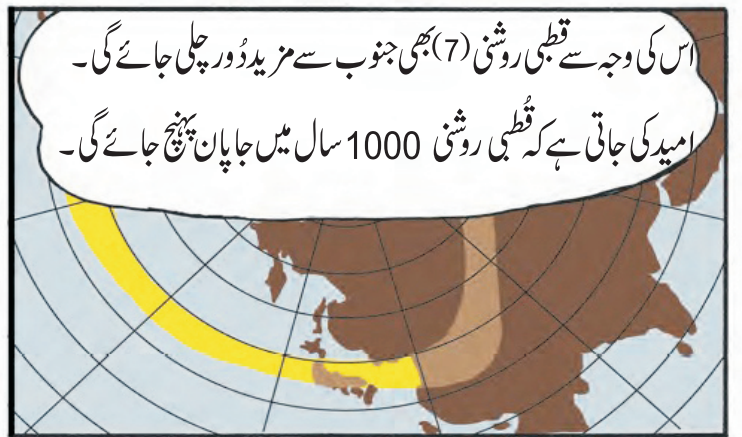 اس کی وجہ سے قطبی روشنی (7) بھی جنوب سے مزید دُور چلی جائے گی۔
امید کی جاتی ہے کہ قُطبی روشنی 1000 سال میں جاپان پہنچ جائے گی۔